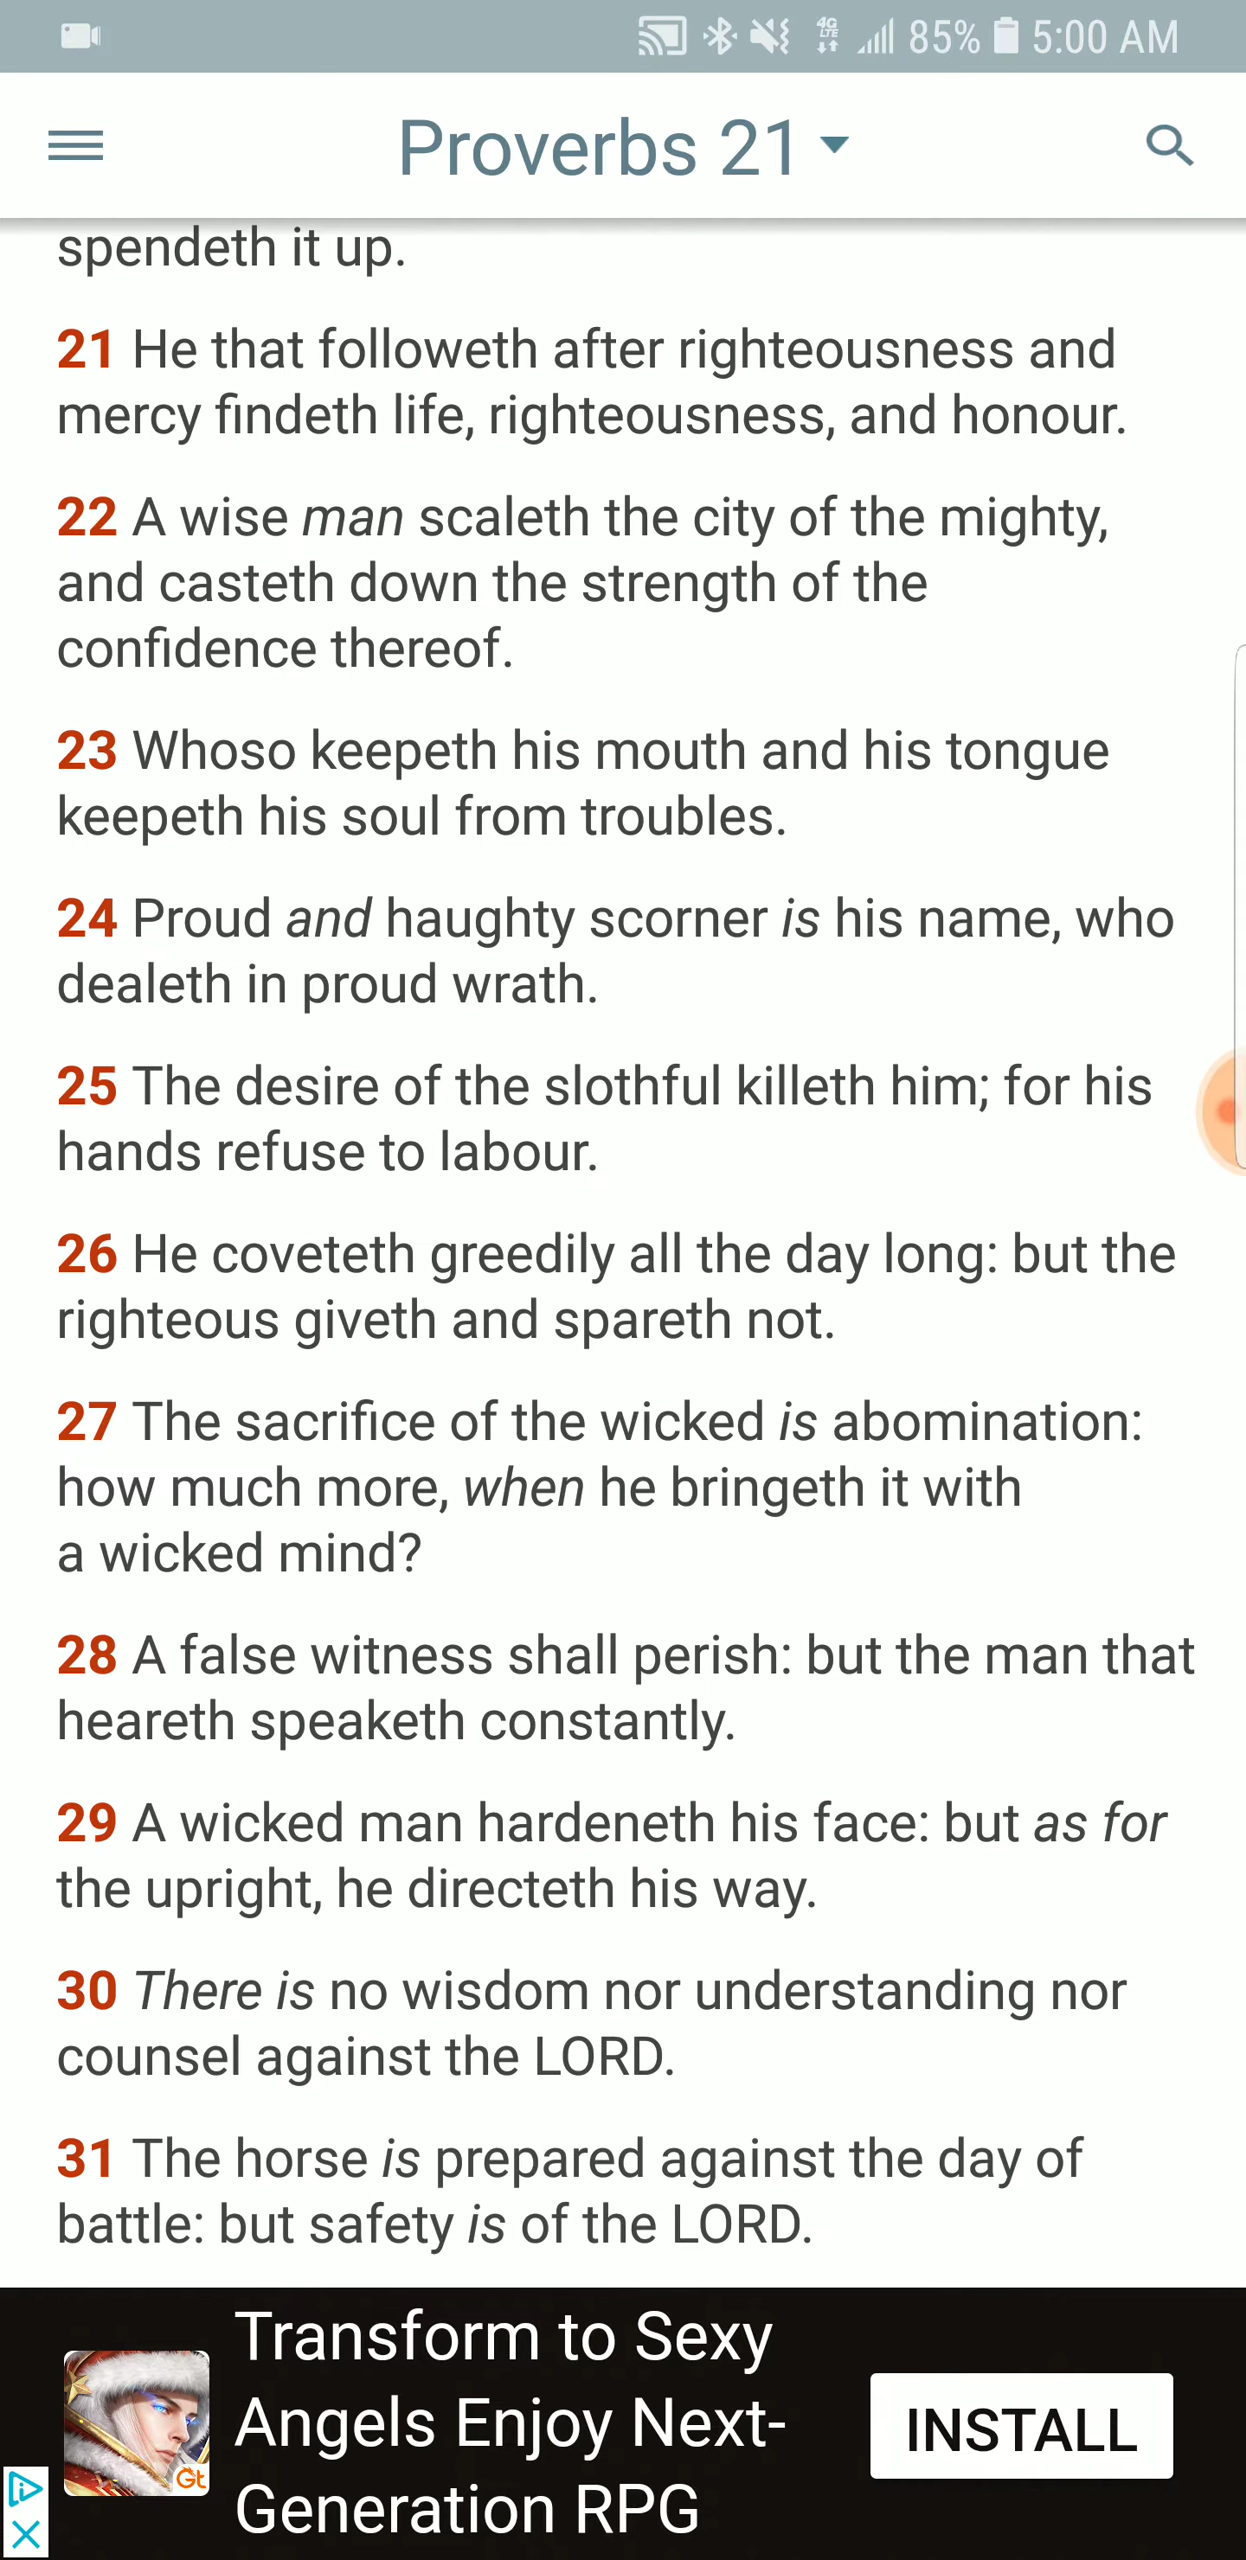 4G
LTE
85%
5:00 AM
Proverbs 21
spendeth it up.
21 He that followeth after righteousness and
mercy findeth life, righteousness, and honour.
22 A wise man scaleth the city of the mighty,
and casteth down the strength of the
confidence thereof.
23 Whoso keepeth his mouth and his tongue
keepeth his soul from troubles.
24 Proud and haughty scorner is his name, who
dealeth in proud wrath.
25 The desire of the slothful killeth him; for his
hands refuse to labour.
26 He coveteth greedily all the day long: but the
righteous giveth and spareth not.
27 The sacrifice of the wicked is abomination:
how much more, when he bringeth it with
a wicked mind?
28 A false witness shall perish: but the man that
heareth speaketh constantly.
29 A wicked man hardeneth his face: but as for
the upright, he directeth his way.
30 There is no wisdom nor understanding nor
counsel against the LORD.
31 The horse is prepared against the day of
battle: but safety is of the LORD.
Transform to Sexy
Angels Enjoy Next-
Generation RPG
INSTALL
Gt